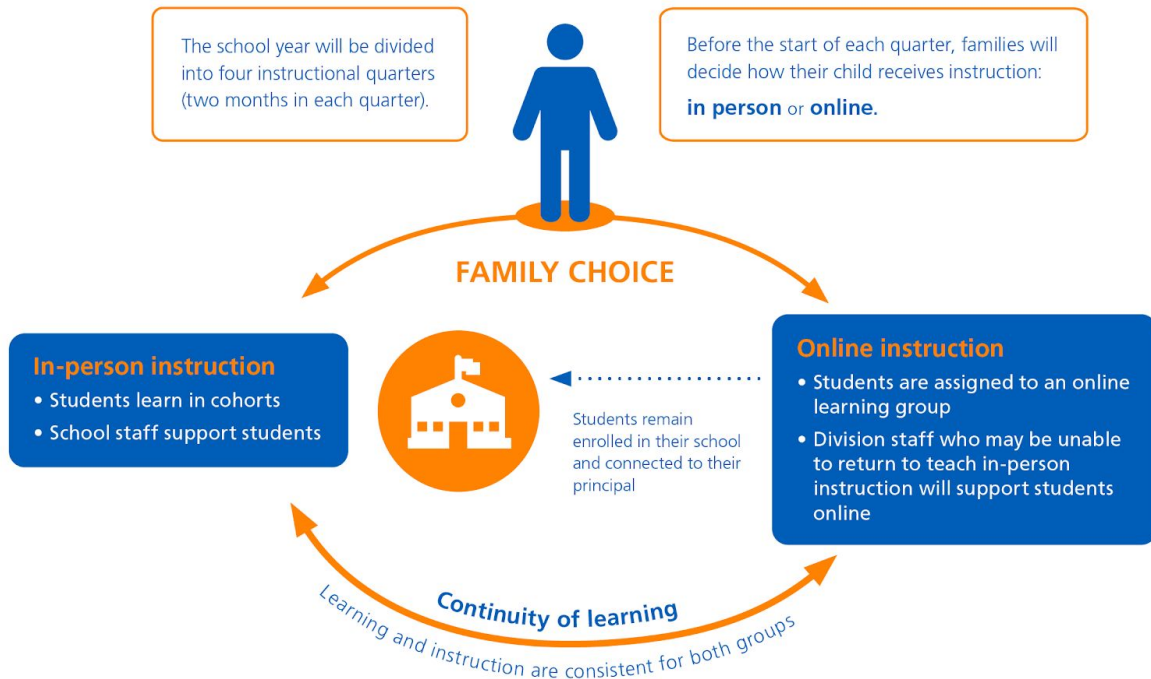 The school year will be divided
into four instructional quarters
(two months in each quarter).
Before the start of each quarter, families will
decide how their child receives instruction:
in person or online.
FAMILY CHOICE
In-person instruction
• Students learn in cohorts
• School staff support students
Students remain
enrolled in their school
and connected to their
principal
Online instruction
• Students are assigned to an online
learning group
• Division staff who may be unable
to return to teach in-person
instruction will support students
online
Continuity of learning
Learning and instruction are consistent for both groups